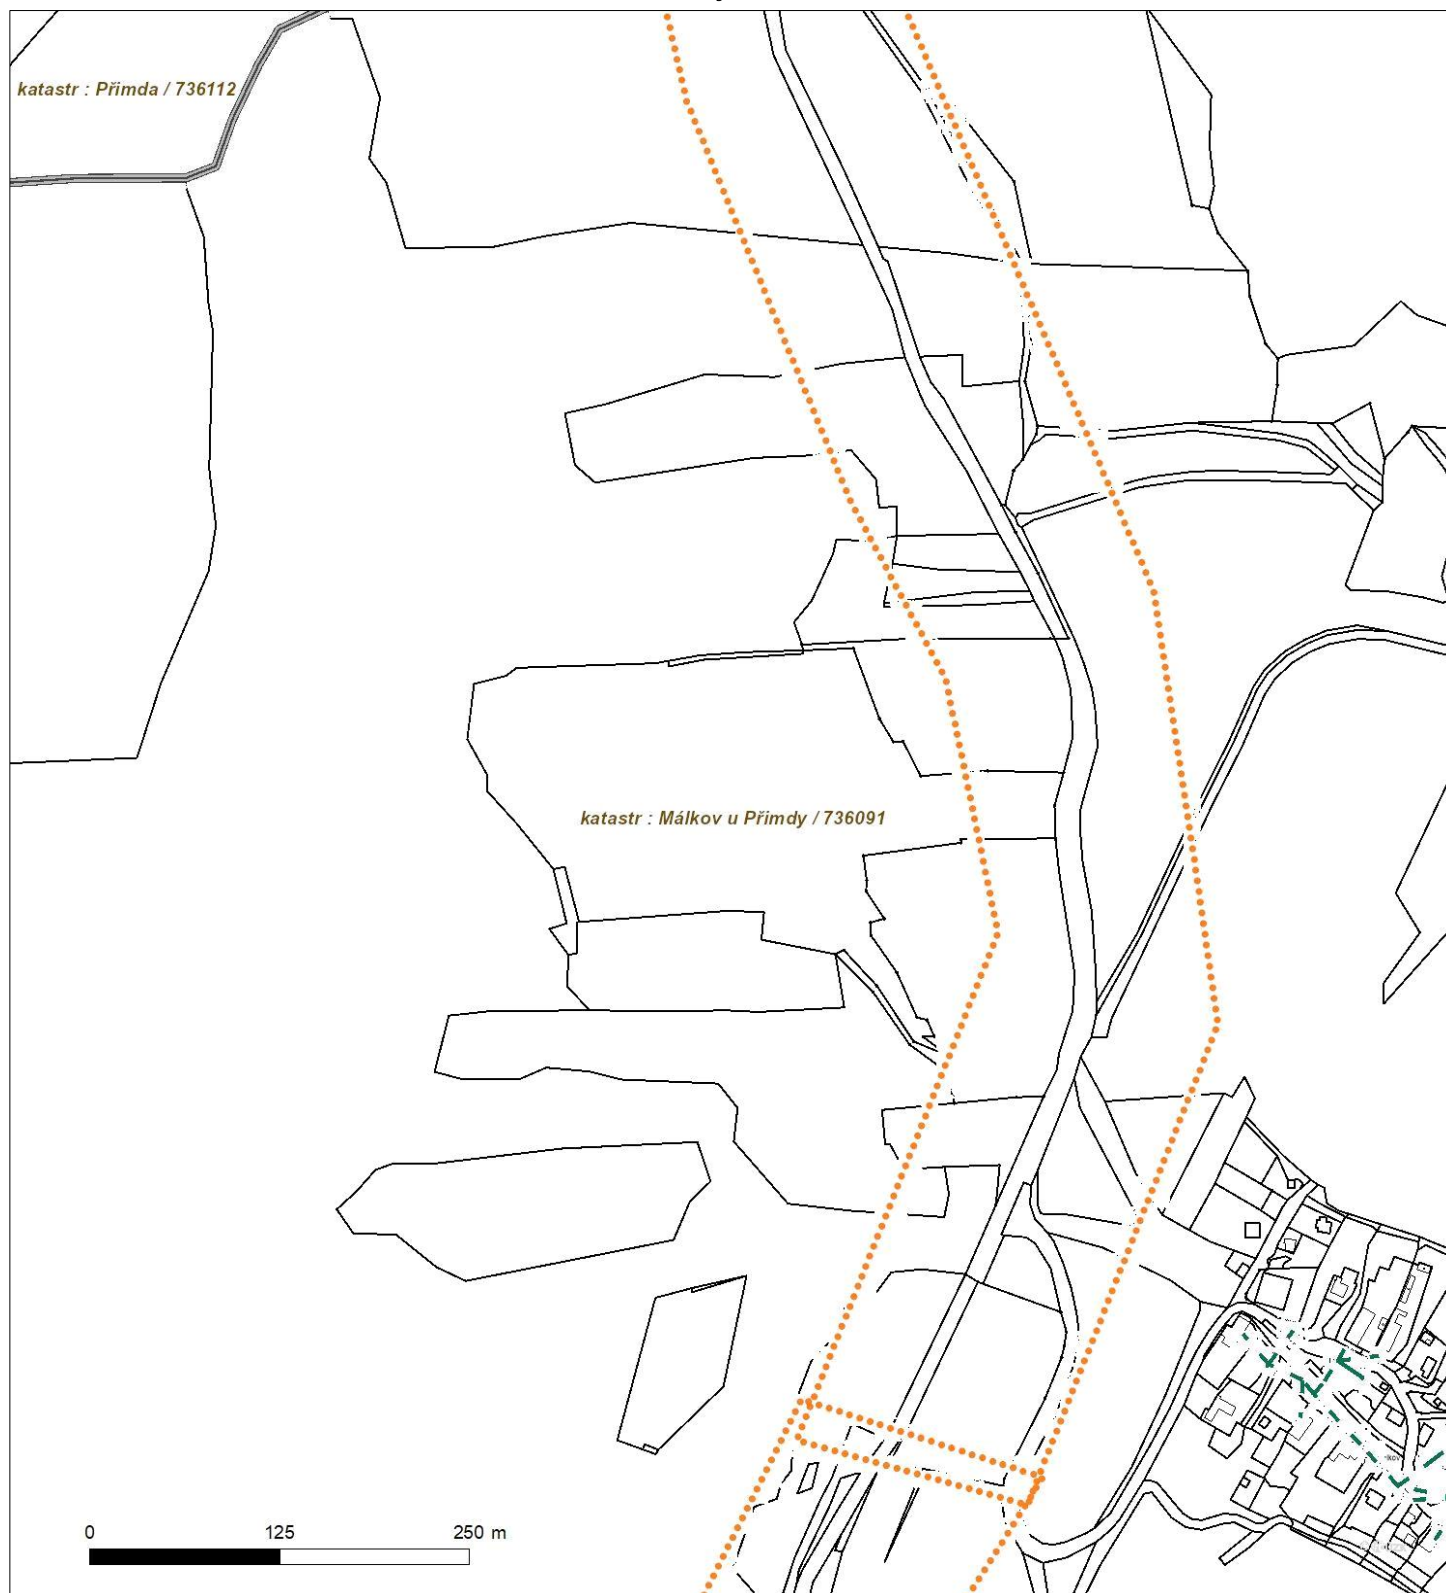 katastr : Přimda / 736112
katastr : Málkov u Přimdy / 736091
0 125 250 m